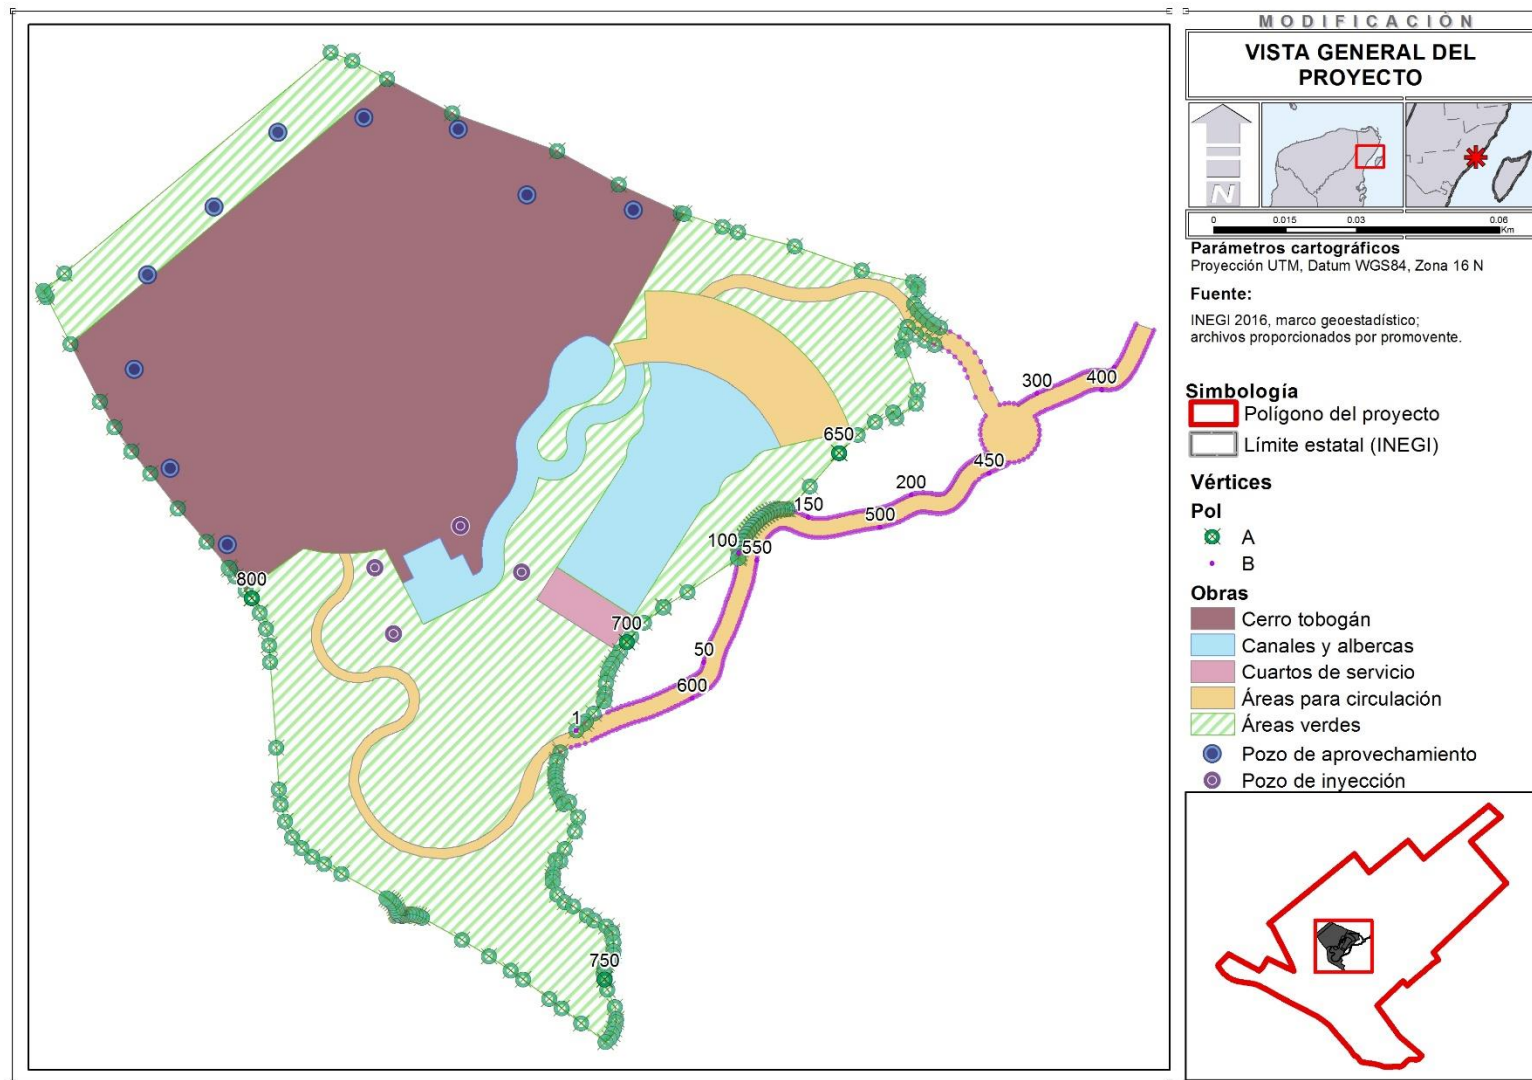 MODIFICACIÒN
VISTA GENERAL DEL
PROYECTO
N
0 0.015 0.03 0.06
Km
Parámetros cartográficos
Proyección UTM, Datum WGS84, Zona 16 N
Fuente:
INEGI 2016, marco geoestadístico;
archivos proporcionados por promovente.
Simbología
Polígono del proyecto
Límite estatal (INEGI)
Vértices
Pol
A
B
Obras
Cerro tobogán
Canales y albercas
Cuartos de servicio
Áreas para circulación
Áreas verdes
Pozo de aprovechamiento
Pozo de inyección
300
400
650
450
200
150
500
100
550
800
700
50
600
1
750